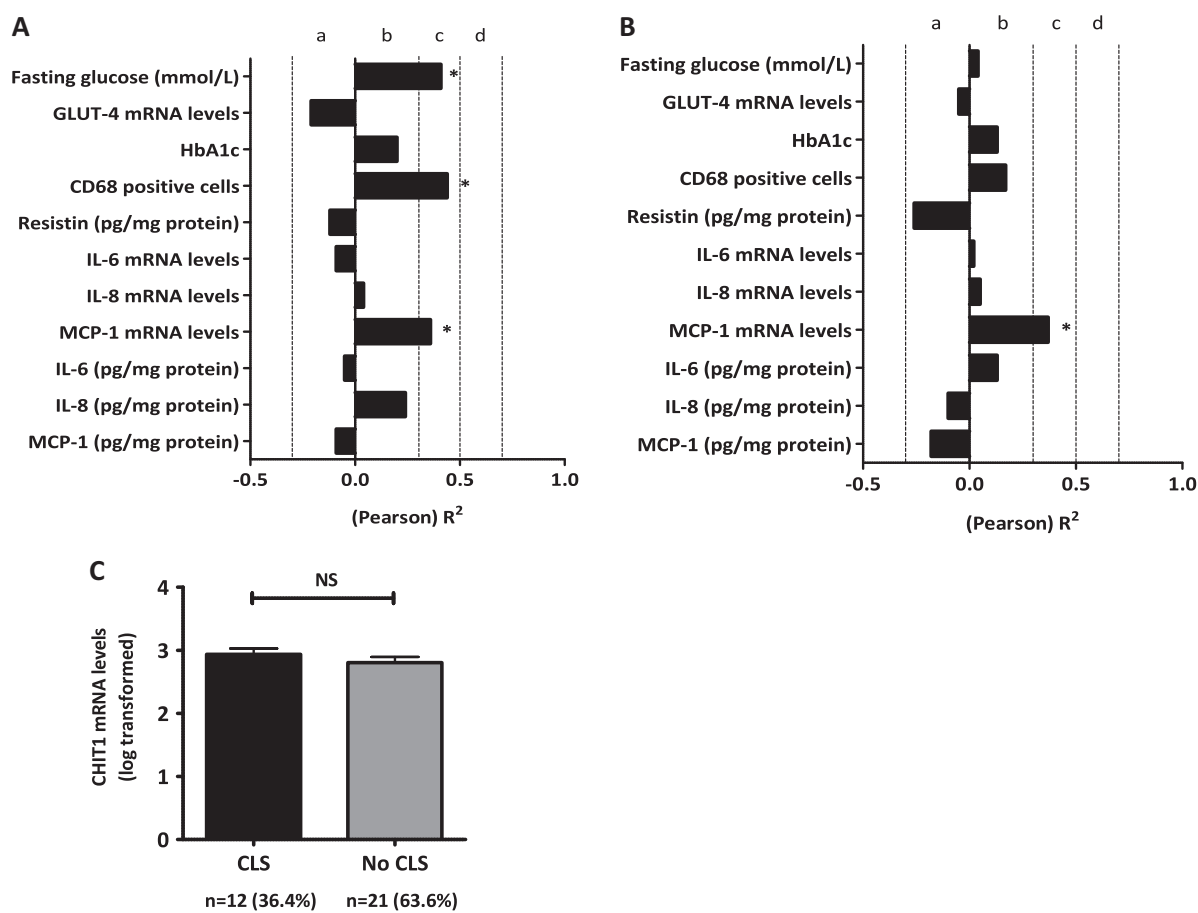 A
a b c d
Fasting glucose (mmol/L) *
GLUT-4 mRNA levels
HbA1c
CD68 positive cells *
Resistin (pg/mg protein)
IL-6 mRNA levels
IL-8 mRNA levels
MCP-1 mRNA levels *
IL-6 (pg/mg protein)
IL-8 (pg/mg protein)
MCP-1 (pg/mg protein)
-0.5 0.0 0.5 1.0
(Pearson) R²
B
a b c d
Fasting glucose (mmol/L)
GLUT-4 mRNA levels
HbA1c
CD68 positive cells
Resistin (pg/mg protein)
IL-6 mRNA levels
IL-8 mRNA levels
MCP-1 mRNA levels *
IL-6 (pg/mg protein)
IL-8 (pg/mg protein)
MCP-1 (pg/mg protein)
-0.5 0.0 0.5 1.0
(Pearson) R²
C
CHIT1 mRNA levels
(log transformed)
4
3
2
1
0
NS
CLS No CLS
n=12 (36.4%) n=21 (63.6%)